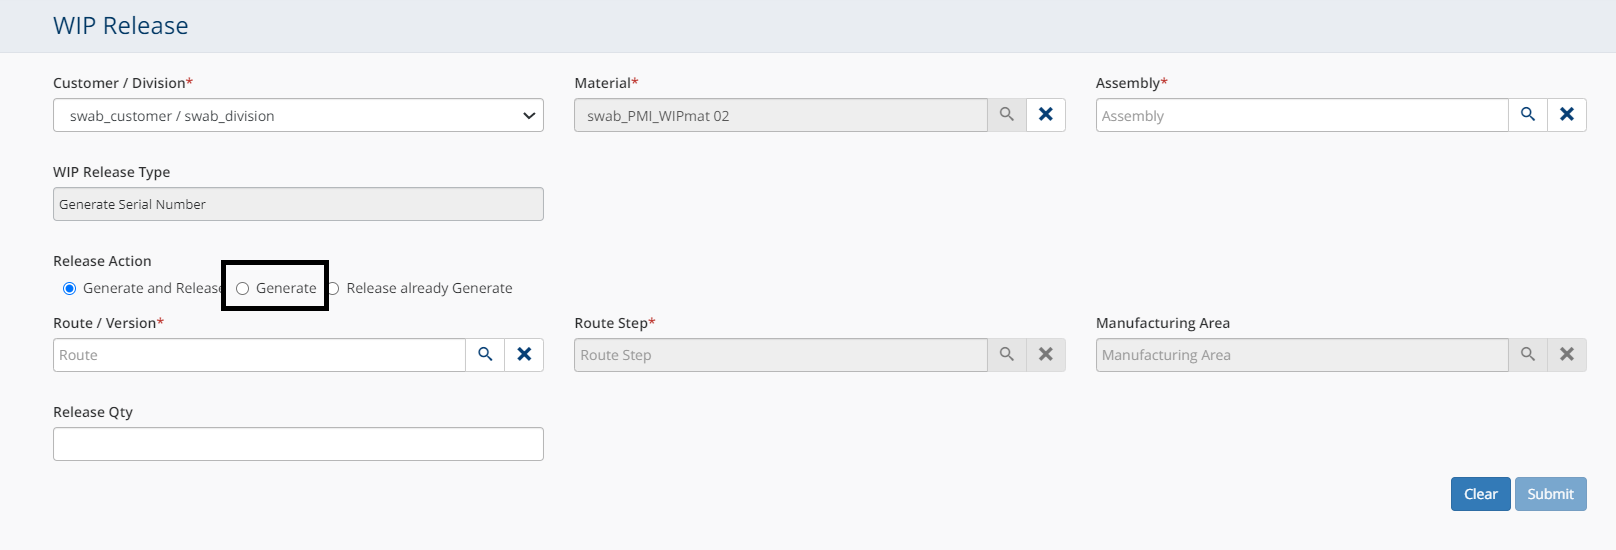 WIP Release
Customer / Division* Material* Assembly*
swab_customer / swab_division swab_PMI_WIPmat 02 Assembly
WIP Release Type
Generate Serial Number
Release Action
Generate and Release Generate Release already Generate
Route / Version* Route Step* Manufacturing Area
Route Route Step Manufacturing Area
Release Qty
Clear Submit